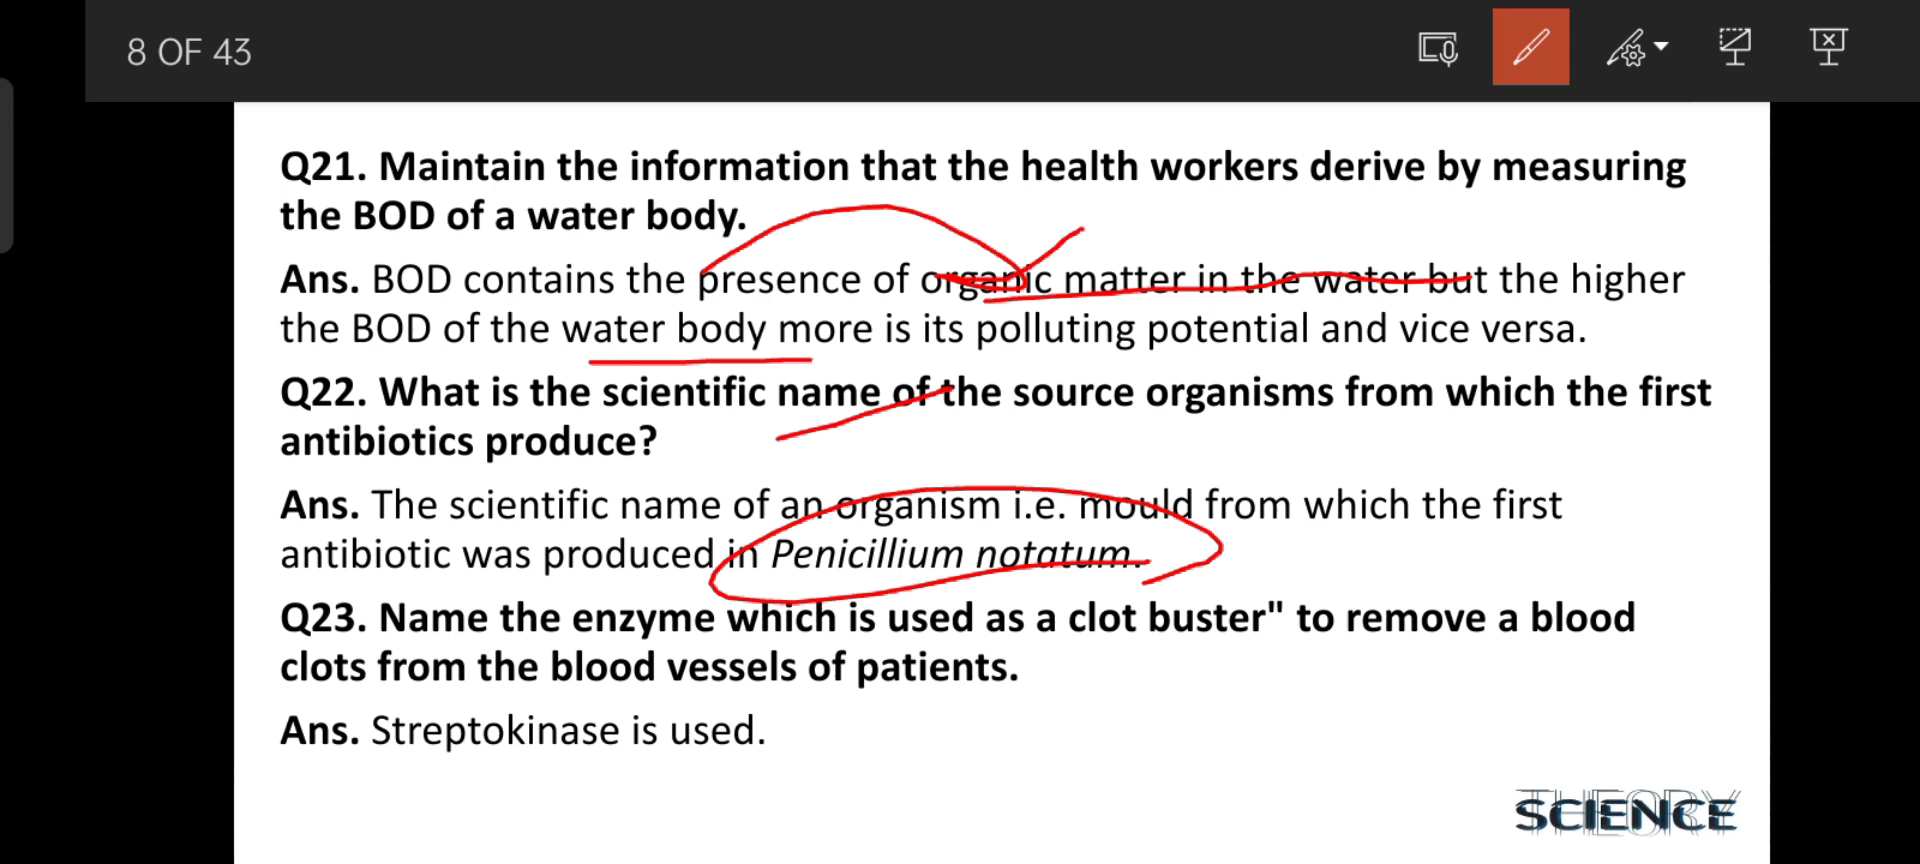 8 OF 43
Q21. Maintain the information that the health workers derive by measuring
the BOD of a water body.
Ans. BOD contains the presence of organic matter in the water but the higher
the BOD of the water body more is its polluting potential and vice versa.
Q22. What is the scientific name of the source organisms from which the first
antibiotics produce?
Ans. The scientific name of an organism i.e. mould from which the first
antibiotic was produced in Penicillium notatum.
Q23. Name the enzyme which is used as a clot buster" to remove a blood
clots from the blood vessels of patients.
Ans. Streptokinase is used.
THEORY
SCIENCE